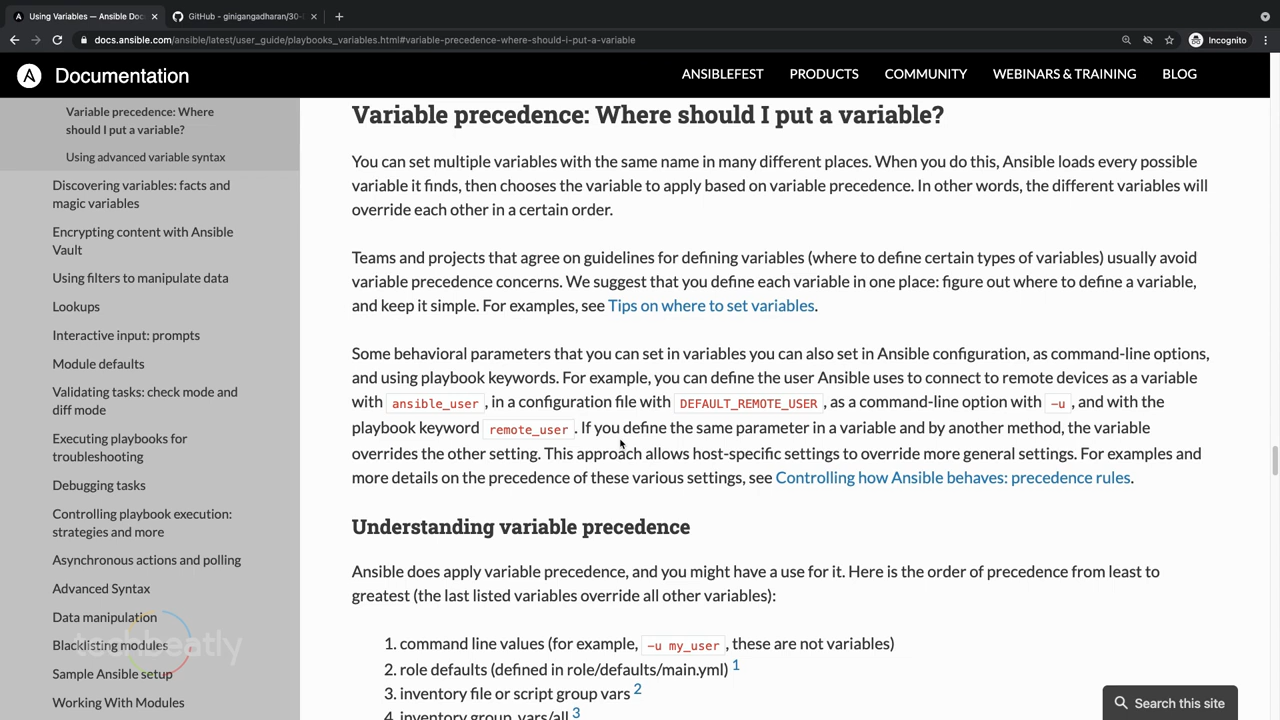 Using Variables — Ansible Doc
GitHub - ginigangadharan/30-
docs.ansible.com/ansible/latest/user_guide/playbooks_variables.html#variable-precedence-where-should-i-put-a-variable
Incognito
A Documentation
ANSIBLEFEST PRODUCTS COMMUNITY WEBINARS & TRAINING BLOG
Variable precedence: Where
should I put a variable?
Using advanced variable syntax
Discovering variables: facts and
magic variables
Encrypting content with Ansible
Vault
Using filters to manipulate data
Lookups
Interactive input: prompts
Module defaults
Validating tasks: check mode and
diff mode
Executing playbooks for
troubleshooting
Debugging tasks
Controlling playbook execution:
strategies and more
Asynchronous actions and polling
Advanced Syntax
Data manipulation
Blacklisting modules
Sample Ansible setup
Working With Modules
techbeatly
Variable precedence: Where should I put a variable?
You can set multiple variables with the same name in many different places. When you do this, Ansible loads every possible
variable it finds, then chooses the variable to apply based on variable precedence. In other words, the different variables will
override each other in a certain order.
Teams and projects that agree on guidelines for defining variables (where to define certain types of variables) usually avoid
variable precedence concerns. We suggest that you define each variable in one place: figure out where to define a variable,
and keep it simple. For examples, see Tips on where to set variables.
Some behavioral parameters that you can set in variables you can also set in Ansible configuration, as command-line options,
and using playbook keywords. For example, you can define the user Ansible uses to connect to remote devices as a variable
with ansible_user , in a configuration file with DEFAULT_REMOTE_USER , as a command-line option with -u , and with the
playbook keyword remote_user . If you define the same parameter in a variable and by another method, the variable
overrides the other setting. This approach allows host-specific settings to override more general settings. For examples and
more details on the precedence of these various settings, see Controlling how Ansible behaves: precedence rules.
Understanding variable precedence
Ansible does apply variable precedence, and you might have a use for it. Here is the order of precedence from least to
greatest (the last listed variables override all other variables):
1. command line values (for example, -u my_user , these are not variables)
2. role defaults (defined in role/defaults/main.yml) 1
3. inventory file or script group vars 2
4. inventory group_vars/all 3
Search this site